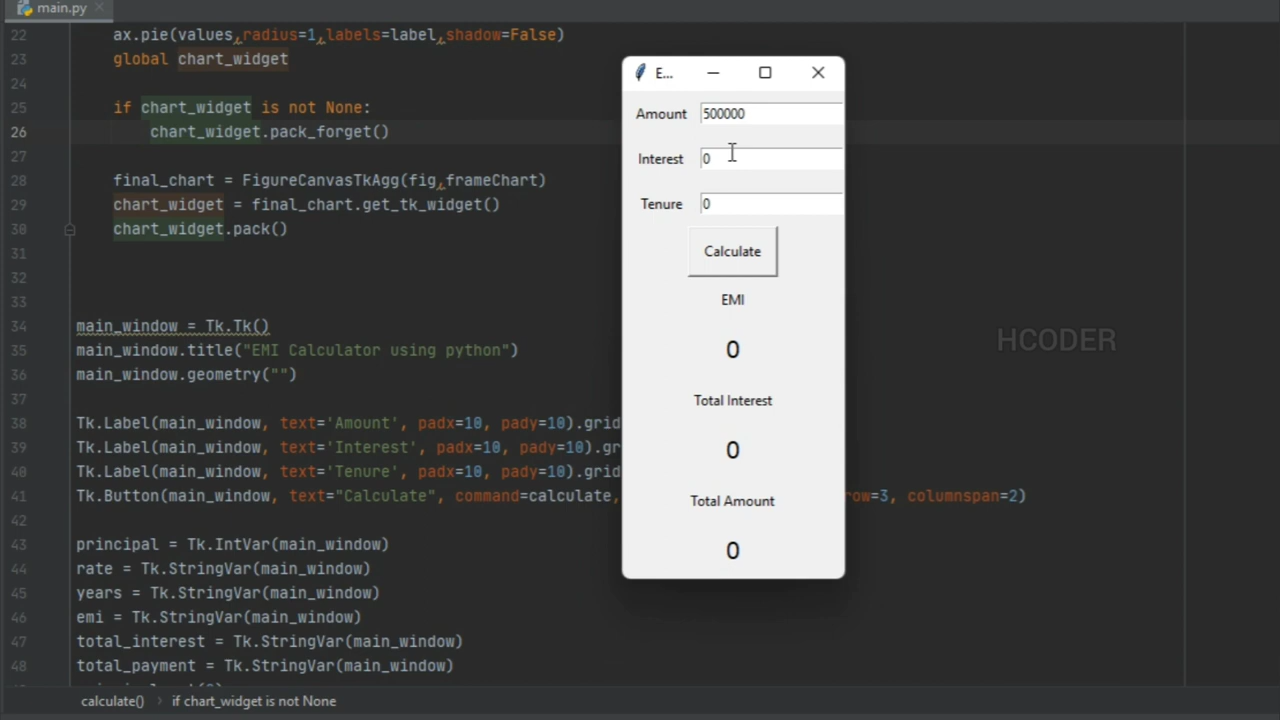 main.py
22 ax.pie(values,radius=1,labels=label,shadow=False)
23 global chart_widget
24
25 if chart_widget is not None:
26 chart_widget.pack_forget()
27
28 final_chart = FigureCanvasTkAgg(fig,frameChart)
29 chart_widget = final_chart.get_tk_widget()
30 chart_widget.pack()
31
32
33
34 main_window = Tk.Tk()
35 main_window.title("EMI Calculator using python")
36 main_window.geometry("")
37
38 Tk.Label(main_window, text='Amount', padx=10, pady=10).grid
39 Tk.Label(main_window, text='Interest', padx=10, pady=10).gr
40 Tk.Label(main_window, text='Tenure', padx=10, pady=10).grid
41 Tk.Button(main_window, text="Calculate", command=calculate, row=3, columnspan=2)
42
43 principal = Tk.IntVar(main_window)
44 rate = Tk.StringVar(main_window)
45 years = Tk.StringVar(main_window)
46 emi = Tk.StringVar(main_window)
47 total_interest = Tk.StringVar(main_window)
48 total_payment = Tk.StringVar(main_window)
calculate() › if chart_widget is not None
E...
Amount 500000
Interest 0
Tenure 0
Calculate
EMI
0
Total Interest
0
Total Amount
0
HCODER